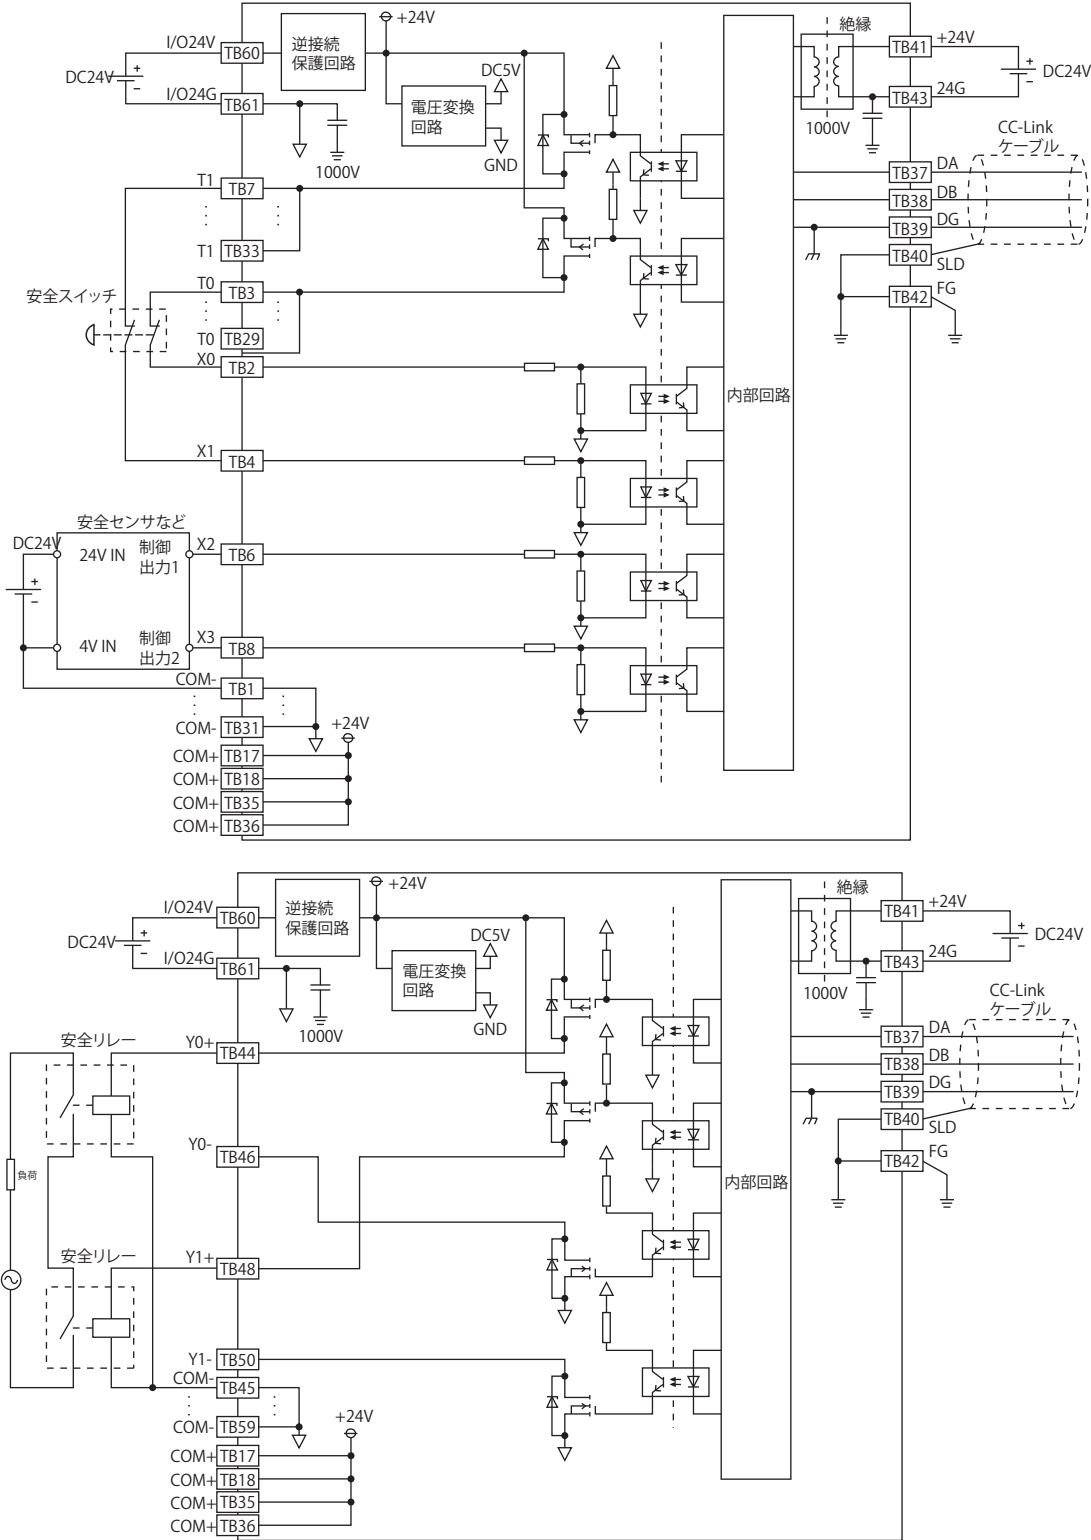 +24V
I/O24V
TB60
逆接続
保護回路
DC24V
+
−
I/O24G
TB61
1000V
DC5V
電圧変換
回路
GND
絶縁
1000V
TB41
+24V
+
−
DC24V
TB43
24G
CC-Link
ケーブル
TB37
DA
TB38
DB
TB39
DG
TB40
SLD
TB42
FG
T1
TB7
T1
TB33
T0
TB3
安全スイッチ
T0
TB29
X0
TB2
内部回路
X1
TB4
安全センサなど
DC24V
24V IN
制御
出力1
X2
TB6
+
−
4V IN
制御
出力2
X3
TB8
COM-
TB1
COM-
TB31
+24V
COM+
TB17
COM+
TB18
COM+
TB35
COM+
TB36
+24V
I/O24V
TB60
逆接続
保護回路
DC24V
+
−
I/O24G
TB61
1000V
DC5V
電圧変換
回路
GND
絶縁
1000V
TB41
+24V
+
−
DC24V
TB43
24G
CC-Link
ケーブル
TB37
DA
TB38
DB
TB39
DG
TB40
SLD
TB42
FG
安全リレー
Y0+
TB44
Y0-
TB46
負荷
内部回路
安全リレー
Y1+
TB48
Y1-
TB50
COM-
TB45
COM-
TB59
+24V
COM+
TB17
COM+
TB18
COM+
TB35
COM+
TB36